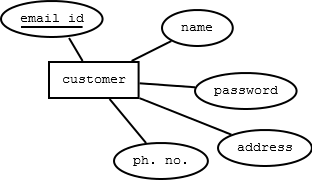 email id
name
customer
password
address
ph. no.